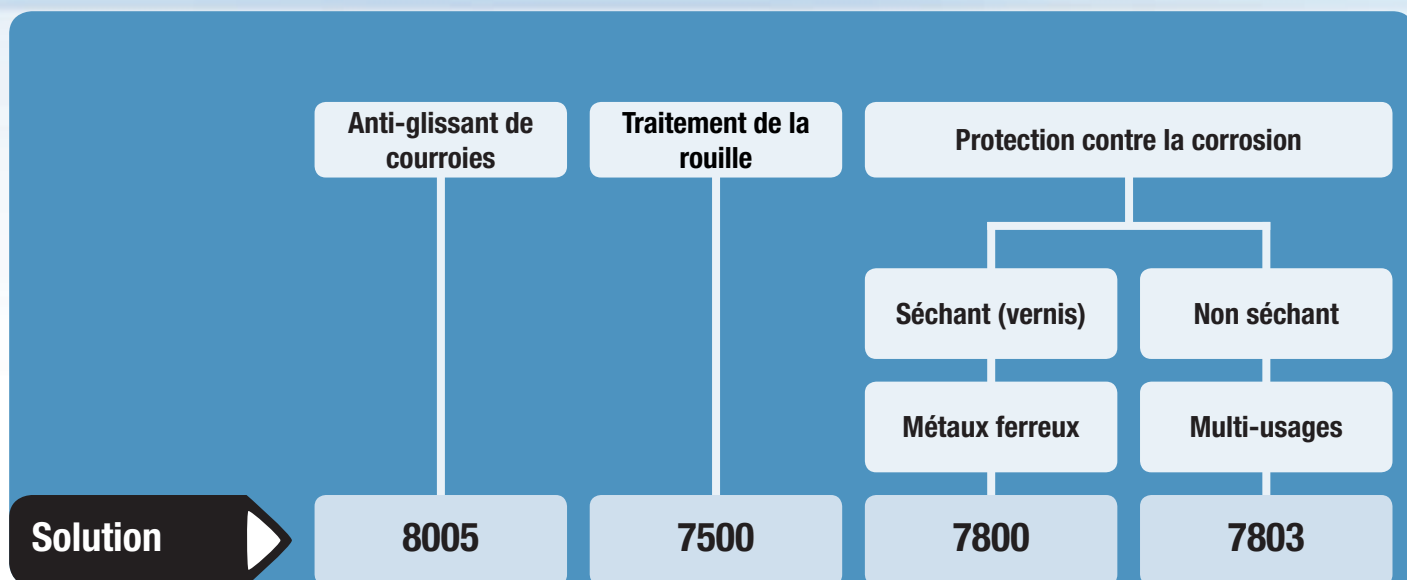 Anti-glissant de
courroies
Traitement de la
rouille
Protection contre la corrosion
Séchant (vernis)
Non séchant
Métaux ferreux
Multi-usages
Solution
8005
7500
7800
7803